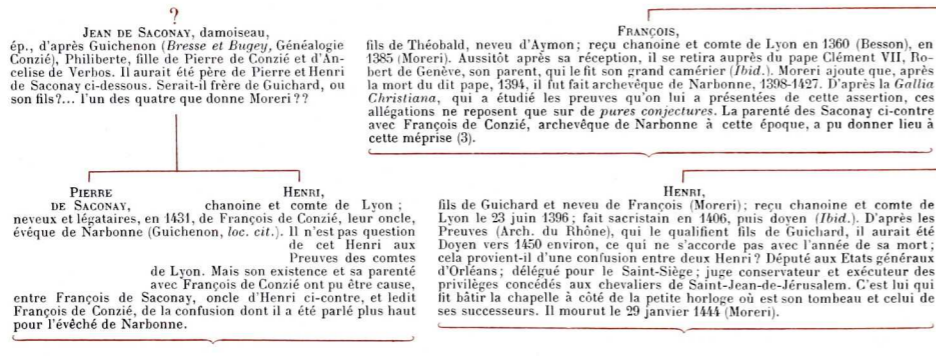 ?
JEAN DE SACONAY, damoiseau,
ép., d'après Guichenon (Bresse et Bugey, Généalogie
Conzié), Philiberte, fille de Pierre de Conzié et d'An-
celise de Verbos. Il aurait été père de Pierre et Henri
de Saconay ci-dessous. Serait-il frère de Guichard, ou
son fils?... l'un des quatre que donne Moreri??
FRANÇOIS,
fils de Théobald, neveu d'Aymon; reçu chanoine et comte de Lyon en 1360 (Besson), en
1385 (Moreri). Aussitôt après sa réception, il se retira auprès du pape Clément VII, Ro-
bert de Genève, son parent, qui le fit son grand camérier (Ibid.). Moreri ajoute que, après
la mort du dit pape, 1394, il fut fait archevêque de Narbonne, 1398-1427. D'après la Gallia
Christiana, qui a étudié les preuves qu'on lui a présentées de cette assertion, ces
allégations ne reposent que sur de pures conjectures. La parenté des Saconay ci-contre
avec François de Conzié, archevêque de Narbonne à cette époque, a pu donner lieu à
cette méprise (3).
PIERRE
DE SACONAY,
HENRI,
chanoine et comte de Lyon;
neveux et légataires, en 1431, de François de Conzié, leur oncle,
évêque de Narbonne (Guichenon, loc. cit.). Il n'est pas question
de cet Henri aux
Preuves des comtes
de Lyon. Mais son existence et sa parenté
avec François de Conzié ont pu être cause,
entre François de Saconay, oncle d'Henri ci-contre, et ledit
François de Conzié, de la confusion dont il a été parlé plus haut
pour l'évêché de Narbonne.
HENRI,
fils de Guichard et neveu de François (Moreri); reçu chanoine et comte de
Lyon le 23 juin 1396; fait sacristain en 1406, puis doyen (Ibid.). D'après les
Preuves (Arch. du Rhône), qui le qualifient fils de Guichard, il aurait été
Doyen vers 1450 environ, ce qui ne s'accorde pas avec l'année de sa mort;
cela provient-il d'une confusion entre deux Henri? Député aux Etats généraux
d'Orléans; délégué pour le Saint-Siège; juge conservateur et exécuteur des
privilèges concédés aux chevaliers de Saint-Jean-de-Jérusalem. C'est lui qui
fit bâtir la chapelle à côté de la petite horloge où est son tombeau et celui de
ses successeurs. Il mourut le 29 janvier 1444 (Moreri).